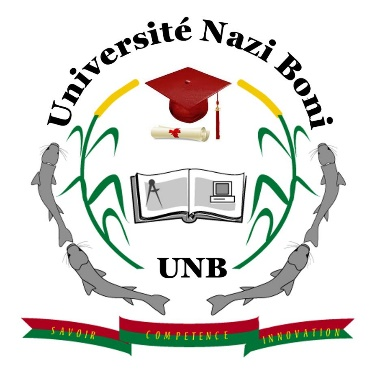 Université Nazi Boni
UNB
SAVOIR COMPETENCE INNOVATION